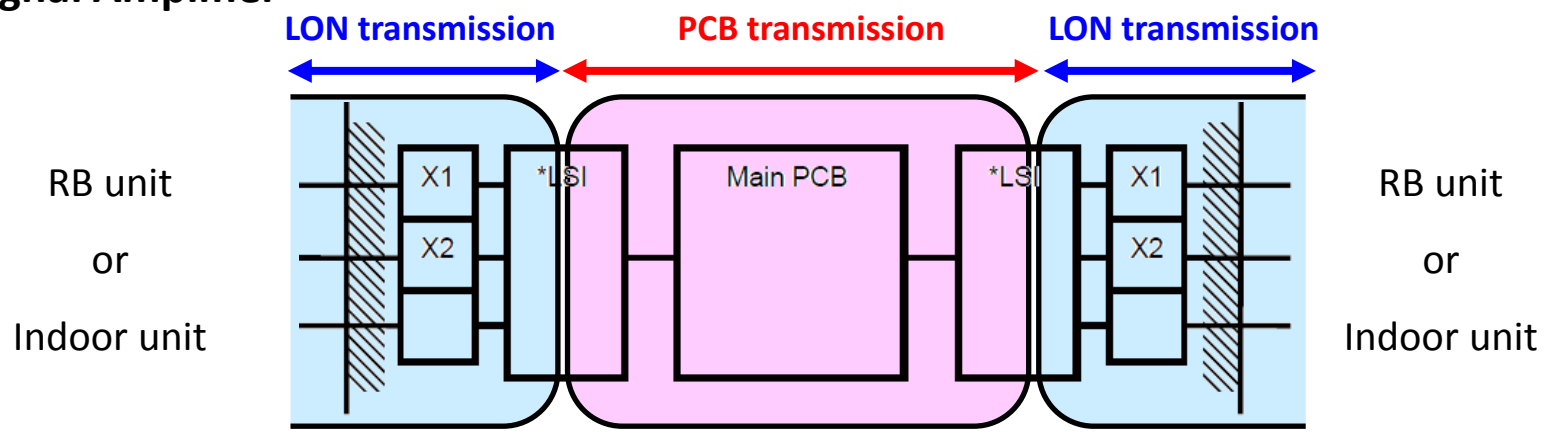 LON transmission PCB transmission LON transmission
RB unit X1 *LSI Main PCB *LSI X1 RB unit
or X2 X2 or
Indoor unit Indoor unit